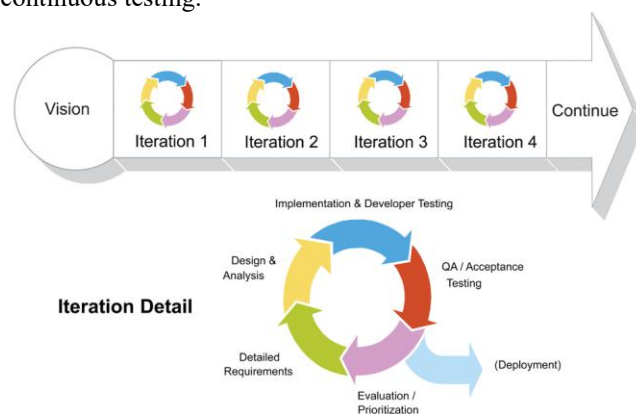 continuous testing.
Vision
Iteration 1
Iteration 2
Iteration 3
Iteration 4
Continue
Implementation & Developer Testing
Design &
Analysis
QA / Acceptance
Testing
Iteration Detail
Detailed
Requirements
(Deployment)
Evaluation /
Prioritization